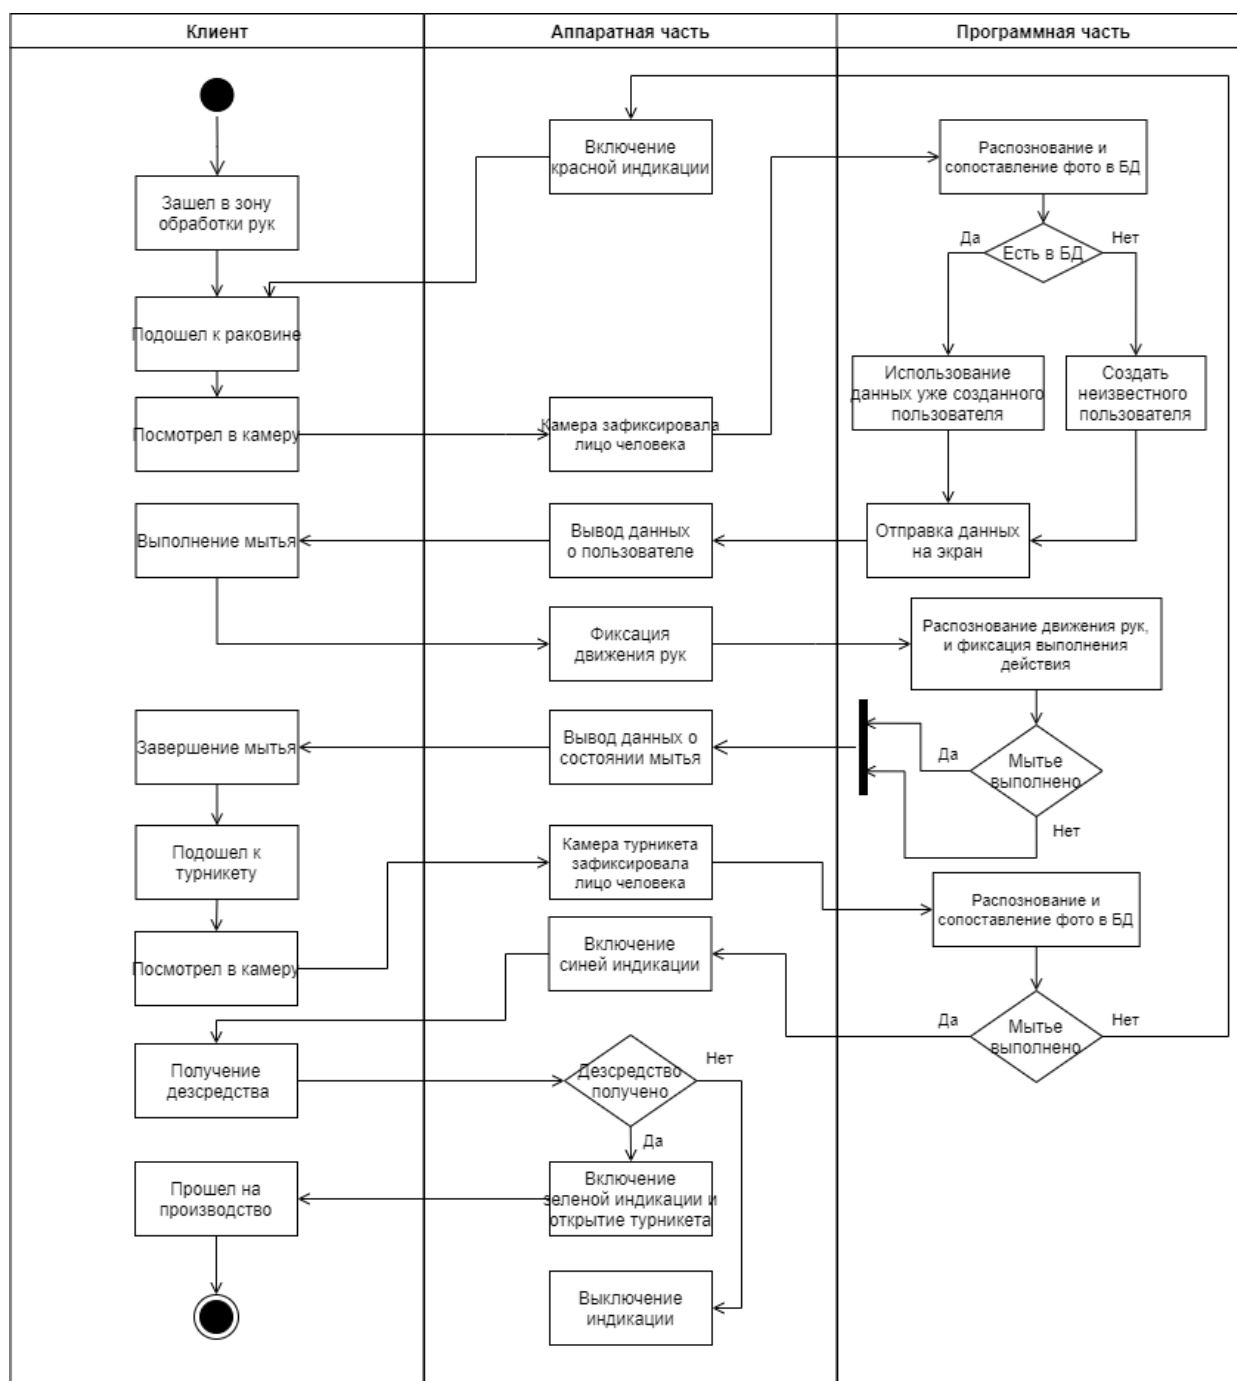 Клиент
Аппаратная часть
Программная часть
Включение
красной индикации
Распознование и
сопоставление фото в БД
Зашел в зону
обработки рук
Да
Нет
Есть в БД
Подошел к раковине
Использование
данных уже созданного
пользователя
Создать
неизвестного
пользователя
Посмотрел в камеру
Камера зафиксировала
лицо человека
Выполнение мытья
Вывод данных
о пользователе
Отправка данных
на экран
Фиксация
движения рук
Распознование движения рук,
и фиксация выполнения
действия
Завершение мытья
Вывод данных о
состоянии мытья
Да
Мытье
выполнено
Нет
Подошел к
турникету
Камера турникета
зафиксировала
лицо человека
Распознование и
сопоставление фото в БД
Посмотрел в камеру
Включение
синей индикации
Да
Мытье
выполнено
Нет
Получение
дезсредства
Дезсредство
получено
Нет
Да
Прошел на
производство
Включение
зеленой индикации и
открытие турникета
Выключение
индикации